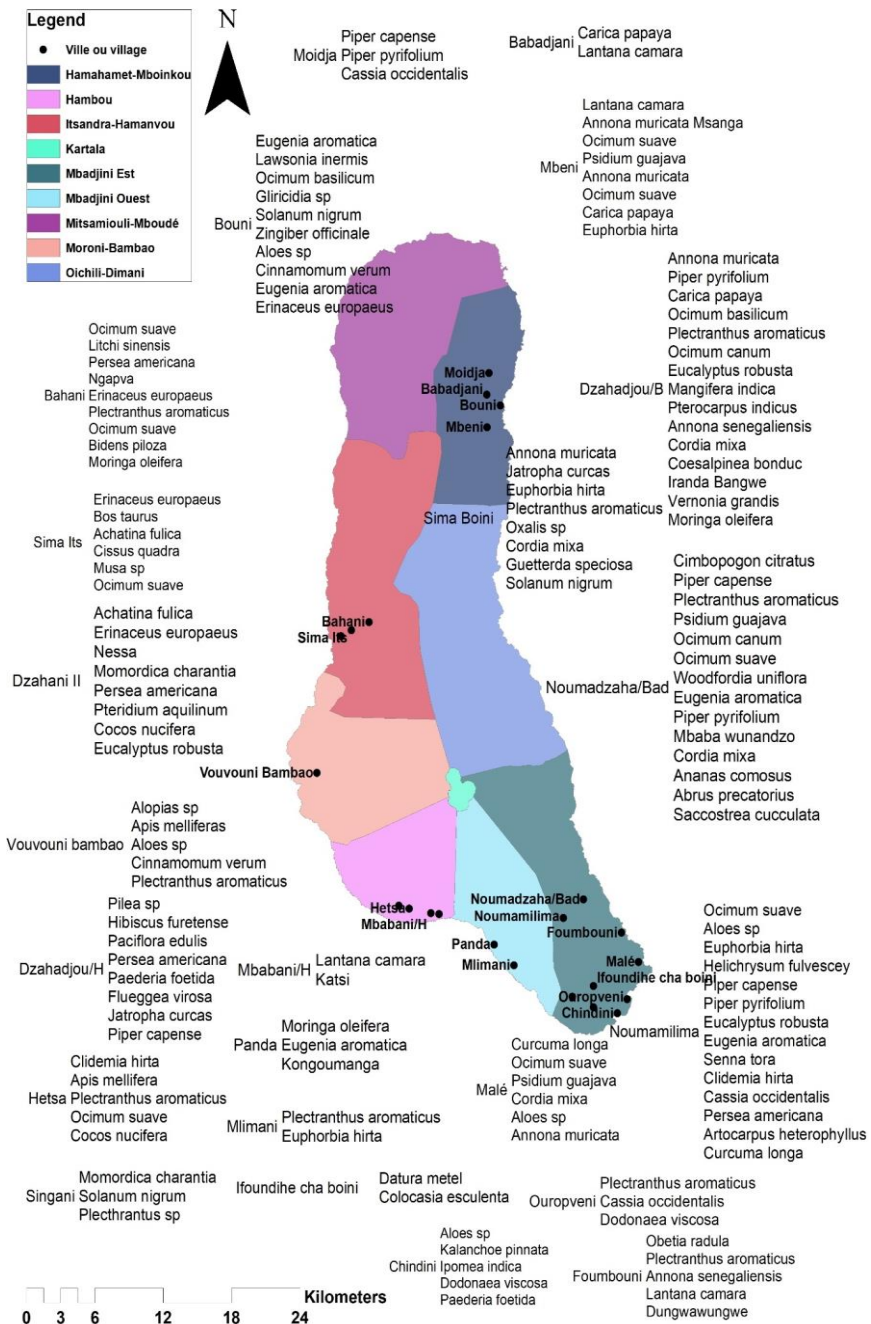 Legend
Ville ou village
Hamahamet-Mboinkou
Hambou
Itsandra-Hamanvou
Kartala
Mbadjini Est
Mbadjini Ouest
Mitsamiouli-Mboudé
Moroni-Bambao
Oichili-Dimani
N
Piper capense
Moidja Piper pyrifolium
Cassia occidentalis
Babadjani
Carica papaya
Lantana camara
Mbeni
Lantana camara
Annona muricata Msanga
Ocimum suave
Psidium guajava
Annona muricata
Ocimum suave
Carica papaya
Euphorbia hirta
Bouni
Eugenia aromatica
Lawsonia inermis
Ocimum basilicum
Gliricidia sp
Solanum nigrum
Zingiber officinale
Aloes sp
Cinnamomum verum
Eugenia aromatica
Erinaceus europaeus
Annona muricata
Piper pyrifolium
Carica papaya
Ocimum basilicum
Plectranthus aromaticus
Ocimum canum
Eucalyptus robusta
Dzahadjou/B Mangifera indica
Pterocarpus indicus
Annona senegaliensis
Cordia mixa
Coesalpinea bonduc
Iranda Bangwe
Vernonia grandis
Moringa oleifera
Ocimum suave
Litchi sinensis
Persea americana
Ngapva
Bahani Erinaceus europaeus
Plectranthus aromaticus
Ocimum suave
Bidens piloza
Moringa oleifera
Moidja
Babadjani
Bouni
Mbeni
Sima Boini
Annona muricata
Jatropha curcas
Euphorbia hirta
Plectranthus aromaticus
Oxalis sp
Cordia mixa
Guetterda speciosa
Solanum nigrum
Sima Its
Erinaceus europaeus
Bos taurus
Achatina fulica
Cissus quadra
Musa sp
Ocimum suave
Noumadzaha/Bad
Cimbopogon citratus
Piper capense
Plectranthus aromaticus
Psidium guajava
Ocimum canum
Ocimum suave
Woodfordia uniflora
Eugenia aromatica
Piper pyrifolium
Mbaba wunandzo
Cordia mixa
Ananas comosus
Abrus precatorius
Saccostrea cucculata
Dzahani II
Achatina fulica
Erinaceus europaeus
Nessa
Momordica charantia
Persea americana
Pteridium aquilinum
Cocos nucifera
Eucalyptus robusta
Bahani
Sima Its
Vouvouni Bambao
Alopias sp
Apis melliferas
Vouvouni bambao Aloes sp
Cinnamomum verum
Plectranthus aromaticus
Hetsa
Mbabani/H
Noumadzaha/Bad
Noumamilima
Foumbouni
Panda
Mlimani
Malé
Ifoundihe cha boini
Ouropveni
Chindini
Dzahadjou/H
Pilea sp
Hibiscus furetense
Paciflora edulis
Persea americana
Paederia foetida
Flueggea virosa
Jatropha curcas
Piper capense
Mbabani/H
Lantana camara
Katsi
Noumamilima
Ocimum suave
Aloes sp
Euphorbia hirta
Helichrysum fulvescey
Piper capense
Piper pyrifolium
Eucalyptus robusta
Eugenia aromatica
Senna tora
Clidemia hirta
Cassia occidentalis
Persea americana
Artocarpus heterophyllus
Curcuma longa
Moringa oleifera
Panda Eugenia aromatica
Kongoumanga
Malé
Curcuma longa
Ocimum suave
Psidium guajava
Cordia mixa
Aloes sp
Annona muricata
Clidemia hirta
Apis mellifera
Hetsa Plectranthus aromaticus
Ocimum suave
Cocos nucifera
Mlimani
Plectranthus aromaticus
Euphorbia hirta
Momordica charantia
Singani Solanum nigrum
Plecthrantus sp
Ifoundihe cha boini
Datura metel
Colocasia esculenta
Plectranthus aromaticus
Ouropveni Cassia occidentalis
Dodonaea viscosa
Aloes sp
Kalanchoe pinnata
Chindini Ipomea indica
Dodonaea viscosa
Paederia foetida
Obetia radula
Plectranthus aromaticus
Foumbouni Annona senegaliensis
Lantana camara
Dungwawungwe
Kilometers
0 3 6 12 18 24